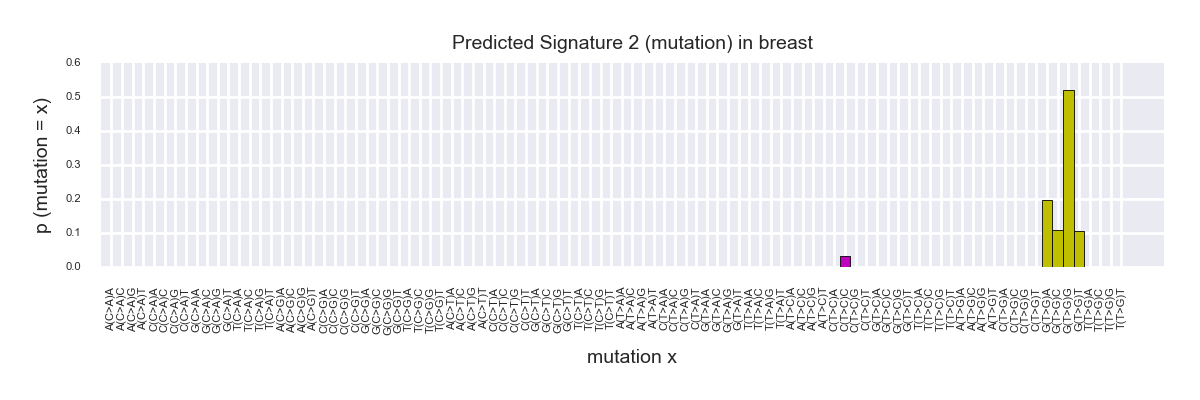 Predicted Signature 2 (mutation) in breast
p (mutation = x)
0.6
0.5
0.4
0.3
0.2
0.1
0.0
A(C>A)A
A(C>A)C
A(C>A)G
A(C>A)T
C(C>A)A
C(C>A)C
C(C>A)G
C(C>A)T
G(C>A)A
G(C>A)C
G(C>A)G
G(C>A)T
T(C>A)A
T(C>A)C
T(C>A)G
T(C>A)T
A(C>G)A
A(C>G)C
A(C>G)G
A(C>G)T
C(C>G)A
C(C>G)C
C(C>G)G
C(C>G)T
G(C>G)A
G(C>G)C
G(C>G)G
G(C>G)T
T(C>G)A
T(C>G)C
T(C>G)G
T(C>G)T
A(C>T)A
A(C>T)C
A(C>T)G
A(C>T)T
C(C>T)A
C(C>T)C
C(C>T)G
C(C>T)T
G(C>T)A
G(C>T)C
G(C>T)G
G(C>T)T
T(C>T)A
T(C>T)C
T(C>T)G
T(C>T)T
A(T>A)A
A(T>A)C
A(T>A)G
A(T>A)T
C(T>A)A
C(T>A)C
C(T>A)G
C(T>A)T
G(T>A)A
G(T>A)C
G(T>A)G
G(T>A)T
T(T>A)A
T(T>A)C
T(T>A)G
T(T>A)T
A(T>C)A
A(T>C)C
A(T>C)G
A(T>C)T
C(T>C)A
C(T>C)C
C(T>C)G
C(T>C)T
G(T>C)A
G(T>C)C
G(T>C)G
G(T>C)T
T(T>C)A
T(T>C)C
T(T>C)G
T(T>C)T
A(T>G)A
A(T>G)C
A(T>G)G
A(T>G)T
C(T>G)A
C(T>G)C
C(T>G)G
C(T>G)T
G(T>G)A
G(T>G)C
G(T>G)G
G(T>G)T
T(T>G)A
T(T>G)C
T(T>G)G
T(T>G)T
mutation x